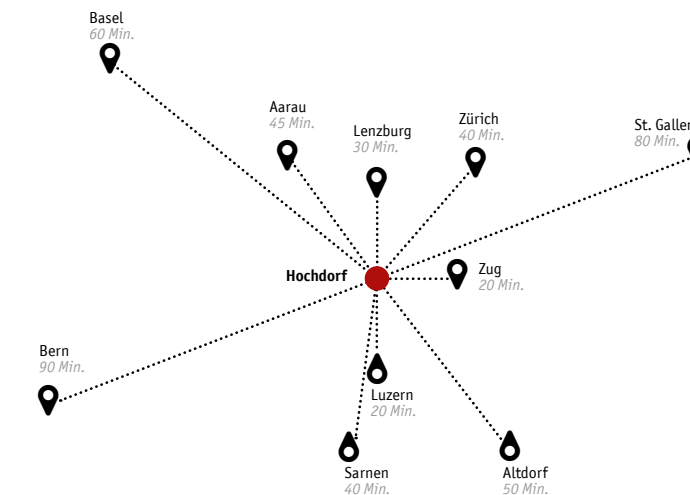 Basel
60 Min.
Aarau
45 Min.
Lenzburg
30 Min.
Zürich
40 Min.
St. Galle
80 Min.
Hochdorf
Zug
20 Min.
Bern
90 Min.
Luzern
20 Min.
Sarnen
40 Min.
Altdorf
50 Min.